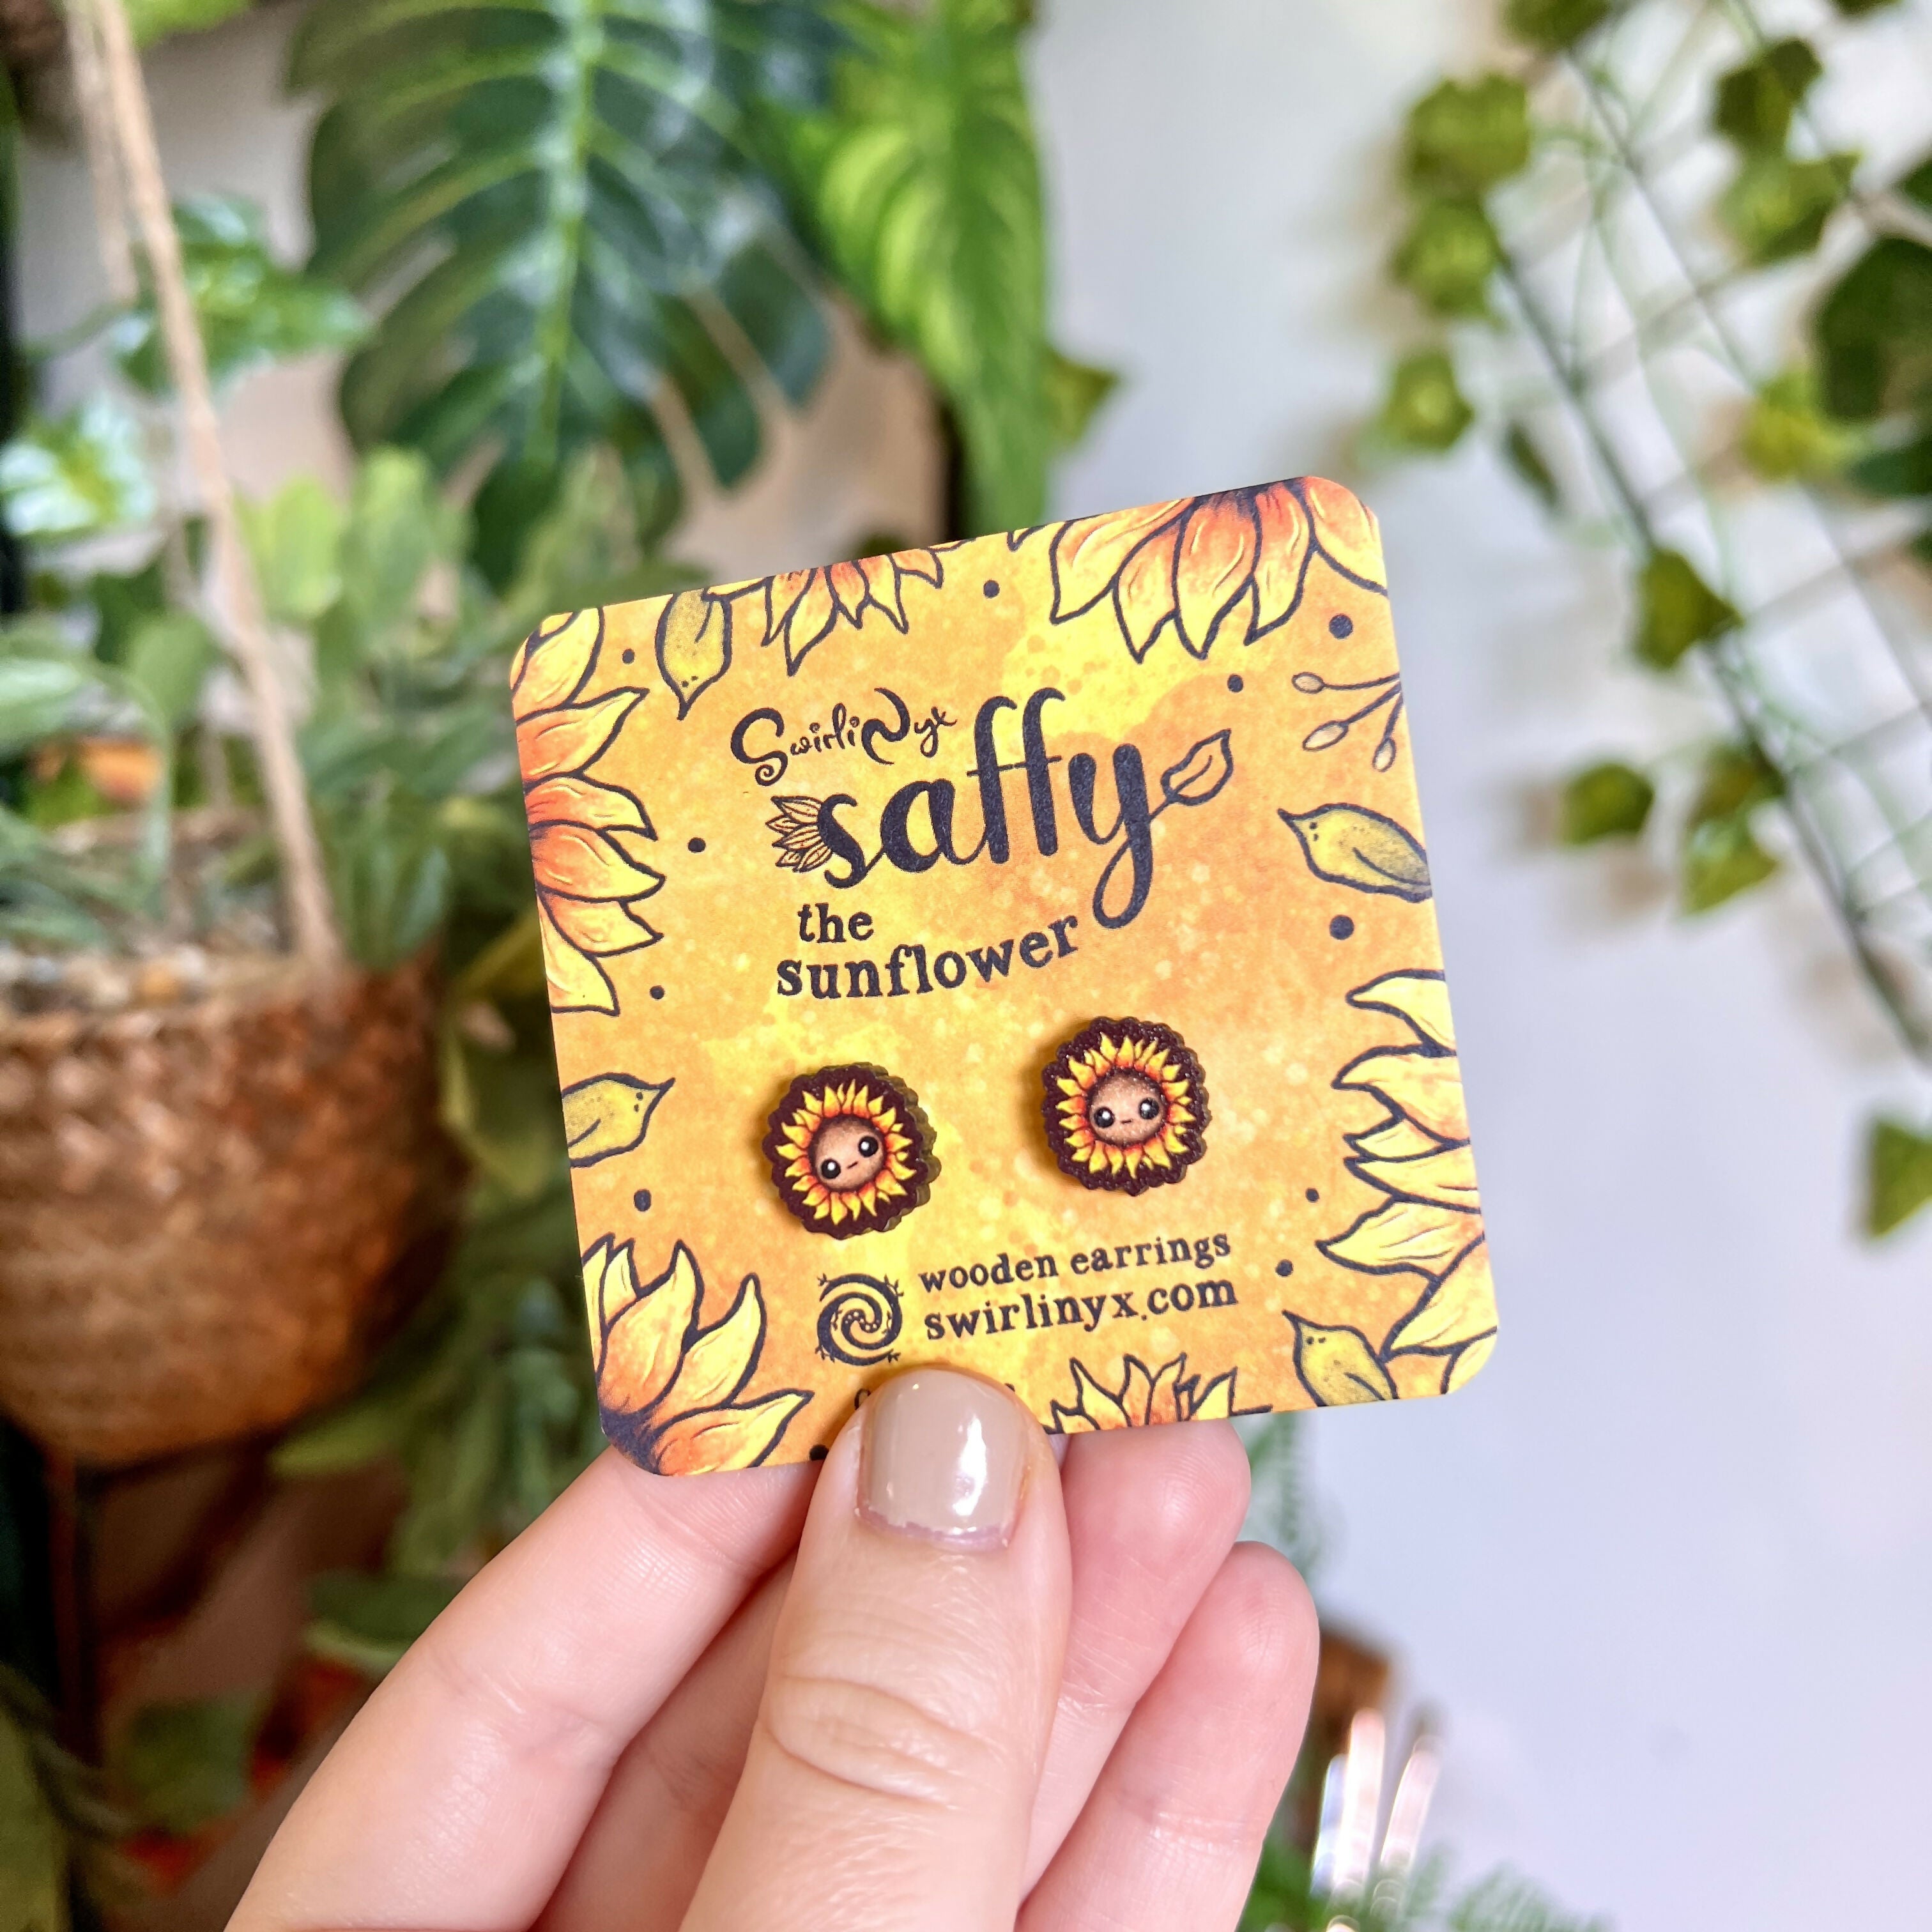 SwirliNyx
saffy
the
sunflower
wooden earrings
swirlinyx.com